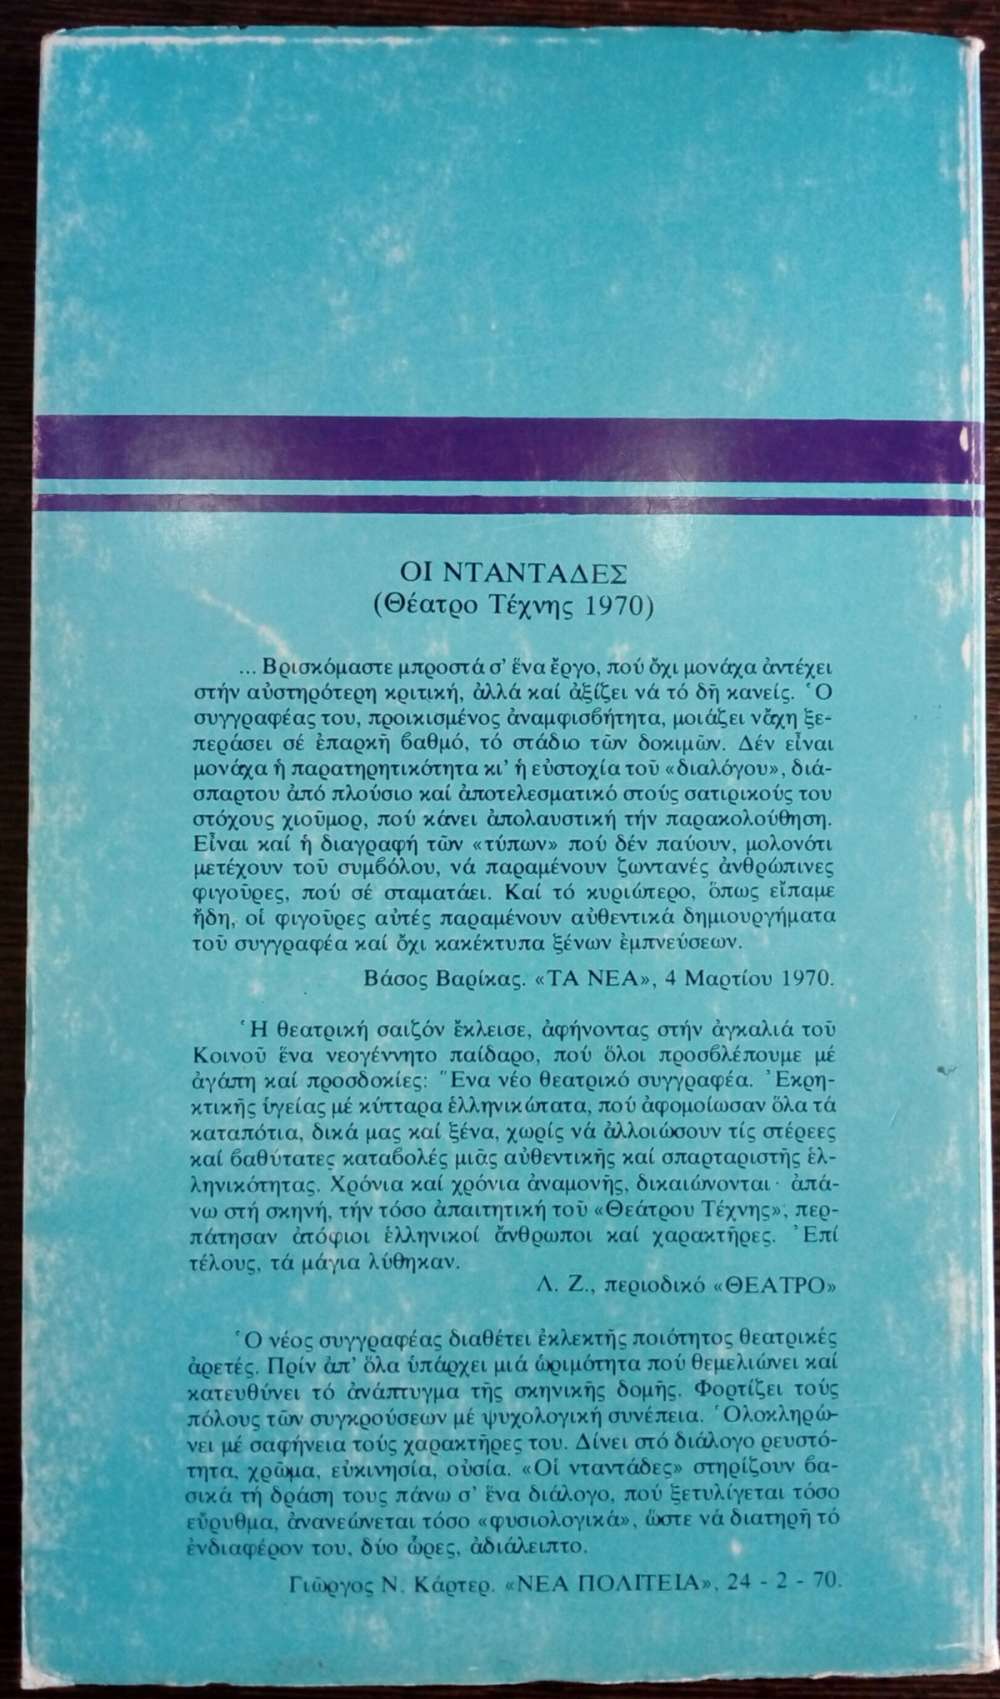 ΟΙ ΝΤΑΝΤΑΔΕΣ
(Θέατρο Τέχνης 1970)
... Βρισκόμαστε μπροστά σ' ἕνα ἔργο, πού ὄχι μονάχα ἀντέχει
στήν αὐστηρότερη κριτική, ἀλλά καί ἀξίζει νά τό δῆ κανείς. Ὁ
συγγραφέας του, προικισμένος ἀναμφισβήτητα, μοιάζει νἄχη ξε-
περάσει σέ ἐπαρκῆ βαθμό, τό στάδιο τῶν δοκιμῶν. Δέν εἶναι
μονάχα ἡ παρατηρητικότητα κι' ἡ εὐστοχία τοῦ «διαλόγου», διά-
σπαρτου ἀπό πλούσιο καί ἀποτελεσματικό στούς σατιρικούς του
στόχους χιοῦμορ, πού κάνει ἀπολαυστική τήν παρακολούθηση.
Εἶναι καί ἡ διαγραφή τῶν «τύπων» πού δέν παύουν, μολονότι
μετέχουν τοῦ συμβόλου, νά παραμένουν ζωντανές ἀνθρώπινες
φιγοῦρες, πού σέ σταματάει. Καί τό κυριώτερο, ὅπως εἴπαμε
ἤδη, οἱ φιγοῦρες αὐτές παραμένουν αὐθεντικά δημιουργήματα
τοῦ συγγραφέα καί ὄχι κακέκτυπα ξένων ἐμπνεύσεων.
Βάσος Βαρίκας. «ΤΑ ΝΕΑ», 4 Μαρτίου 1970.
Ἡ θεατρική σαιζόν ἔκλεισε, ἀφήνοντας στήν ἀγκαλιά τοῦ
Κοινοῦ ἕνα νεογέννητο παίδαρο, πού ὅλοι προσβλέπουμε μέ
ἀγάπη καί προσδοκίες: Ἕνα νέο θεατρικό συγγραφέα. Ἐκρη-
κτικῆς ὑγείας μέ κύτταρα ἑλληνικώτατα, πού ἀφομοίωσαν ὅλα τά
καταπότια, δικά μας καί ξένα, χωρίς νά ἀλλοιώσουν τίς στέρεες
καί βαθύτατες καταβολές μιᾶς αὐθεντικῆς καί σπαρταριστῆς ἑλ-
ληνικότητας. Χρόνια καί χρόνια ἀναμονῆς, δικαιώνονται· ἀπά-
νω στή σκηνή, τήν τόσο ἀπαιτητική τοῦ «Θεάτρου Τέχνης», περ-
πάτησαν ἀτόφιοι ἑλληνικοί ἄνθρωποι καί χαρακτῆρες. Ἐπί
τέλους, τά μάγια λύθηκαν.
Λ. Ζ., περιοδικό «ΘΕΑΤΡΟ»
Ὁ νέος συγγραφέας διαθέτει ἐκλεκτῆς ποιότητος θεατρικές
ἀρετές. Πρίν ἀπ' ὅλα ὑπάρχει μιά ὡριμότητα πού θεμελιώνει καί
κατευθύνει τό ἀνάπτυγμα τῆς σκηνικῆς δομῆς. Φορτίζει τούς
πόλους τῶν συγκρούσεων μέ ψυχολογική συνέπεια. Ὁλοκληρώ-
νει μέ σαφήνεια τούς χαρακτῆρες του. Δίνει στό διάλογο ρευστό-
τητα, χρῶμα, εὐκινησία, οὐσία. «Οἱ νταντάδες» στηρίζουν βα-
σικά τή δράση τους πάνω σ' ἕνα διάλογο, πού ξετυλίγεται τόσο
εὔρυθμα, ἀνανεώνεται τόσο «φυσιολογικά», ὥστε νά διατηρῆ τό
ἐνδιαφέρον του, δύο ὧρες, ἀδιάλειπτο.
Γιῶργος Ν. Κάρτερ. «ΝΕΑ ΠΟΛΙΤΕΙΑ», 24 - 2 - 70.